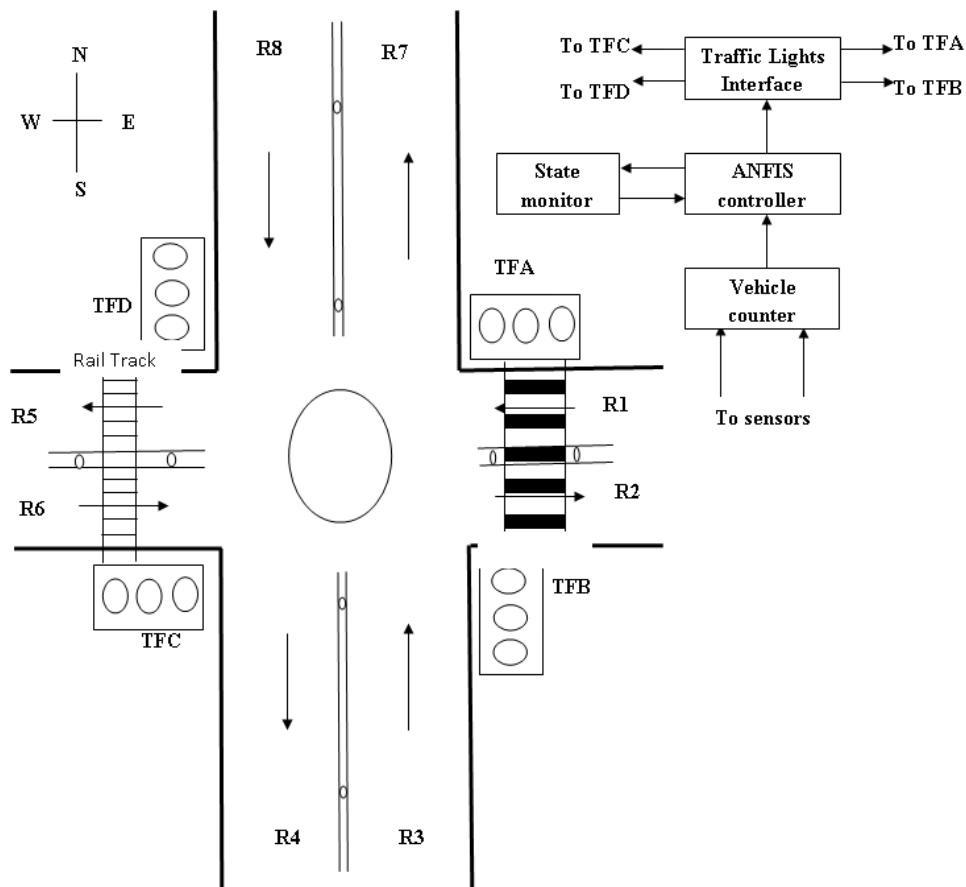 R8
R7
N
W
E
S
To TFC
To TFD
Traffic Lights
Interface
To TFA
To TFB
State
monitor
ANFIS
controller
Vehicle
counter
To sensors
TFD
TFA
Rail Track
R5
R1
R6
R2
TFC
TFB
R4
R3